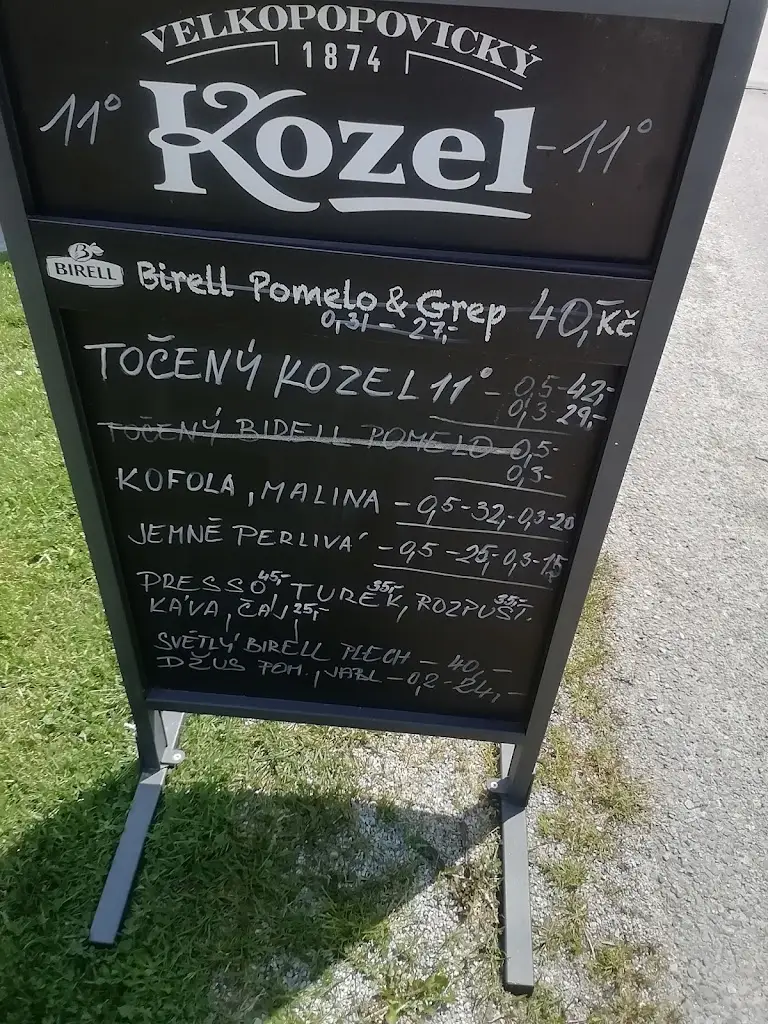 VELKOPOPOVICKÝ
1874
11° Kozel - 11°
BIRELL Birell Pomelo & Grep 40,- Kč
0,3l - 27,-
TOČENÝ KOZEL 11° - 0,5-42,-
0,3 29,-
TOČENÝ BIRELL POMELO - 0,5-
0,3-
KOFOLA, MALINA - 0,5-32,-0,3-20
JEMNĚ PERLIVÁ - 0,5 -25,-0,3-15
PRESSO 45,-, TUREK 35,-, ROZPUŠT. 35,-
KÁVA, ČAJ 25,-
SVĚTLÝ BIRELL PLECH - 40,-
DŽUS POM., JABL - 0,2 - 24,-